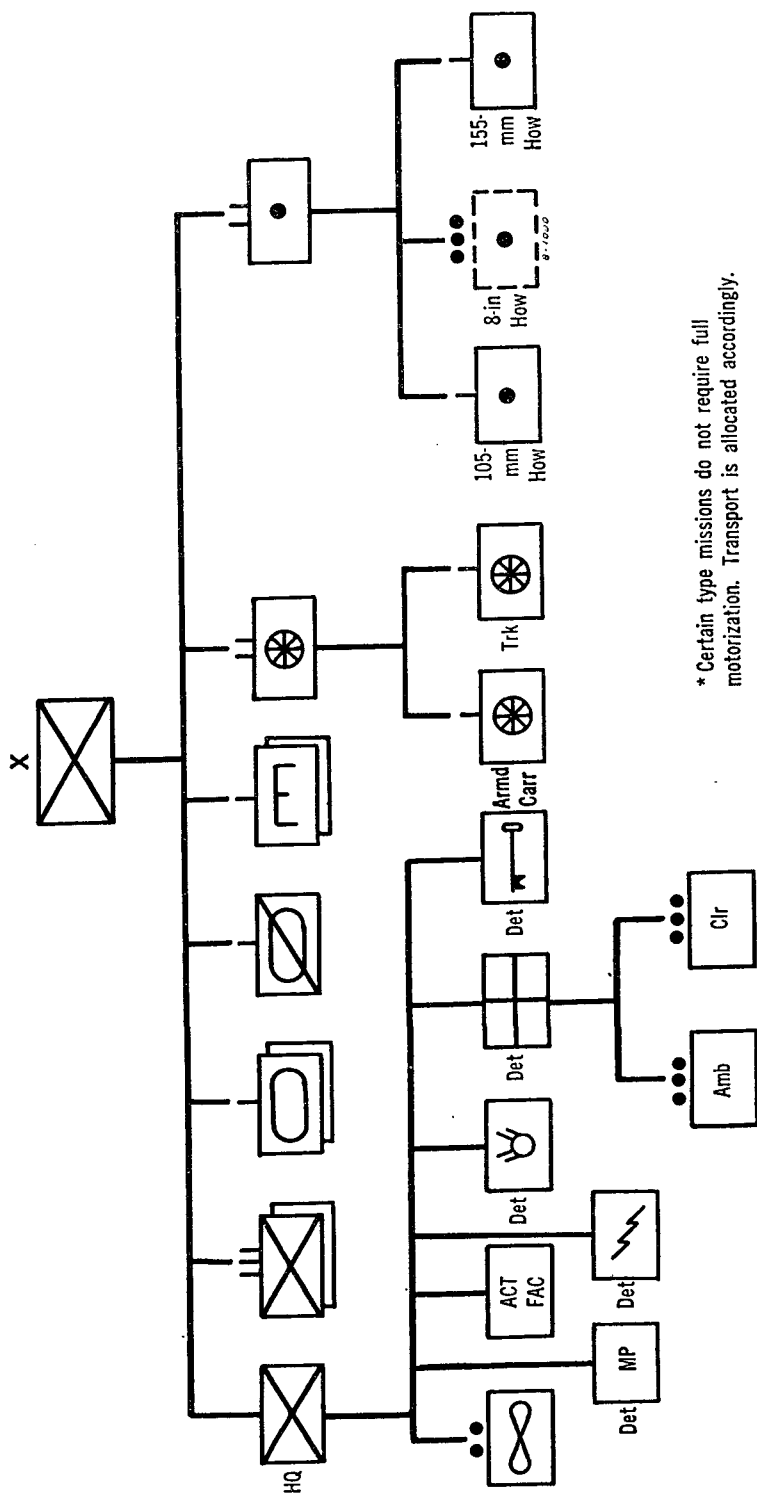 X
HQ
105-
mm
How
8-in
How
155-
mm
How
Armd
Carr
Trk
Det
MP
ACT
FAC
Det
Det
Det
Det
Amb
Clr
* Certain type missions do not require full
motorization. Transport is allocated accordingly.